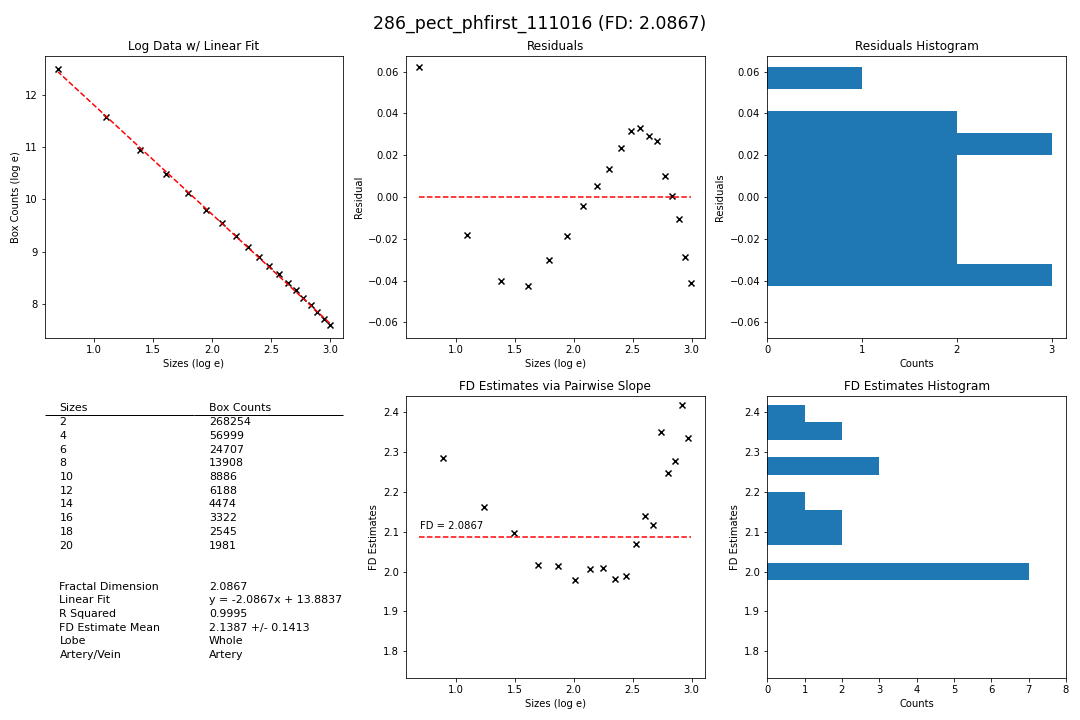 286_pect_phfirst_111016 (FD: 2.0867)
Log Data w/ Linear Fit
Box Counts (log e)
12
11
10
9
8
1.0 1.5 2.0 2.5 3.0
Sizes (log e)
Residuals
Residual
0.06
0.04
0.02
0.00
−0.02
−0.04
−0.06
1.0 1.5 2.0 2.5 3.0
Sizes (log e)
Residuals Histogram
Residuals
0.06
0.04
0.02
0.00
−0.02
−0.04
−0.06
0 1 2 3
Counts
Sizes Box Counts
2 268254
4 56999
6 24707
8 13908
10 8886
12 6188
14 4474
16 3322
18 2545
20 1981
Fractal Dimension 2.0867
Linear Fit y = -2.0867x + 13.8837
R Squared 0.9995
FD Estimate Mean 2.1387 +/- 0.1413
Lobe Whole
Artery/Vein Artery
FD Estimates via Pairwise Slope
FD Estimates
2.4
2.3
2.2
2.1
2.0
1.9
1.8
FD = 2.0867
1.0 1.5 2.0 2.5 3.0
Sizes (log e)
FD Estimates Histogram
FD Estimates
2.4
2.3
2.2
2.1
2.0
1.9
1.8
0 1 2 3 4 5 6 7 8
Counts